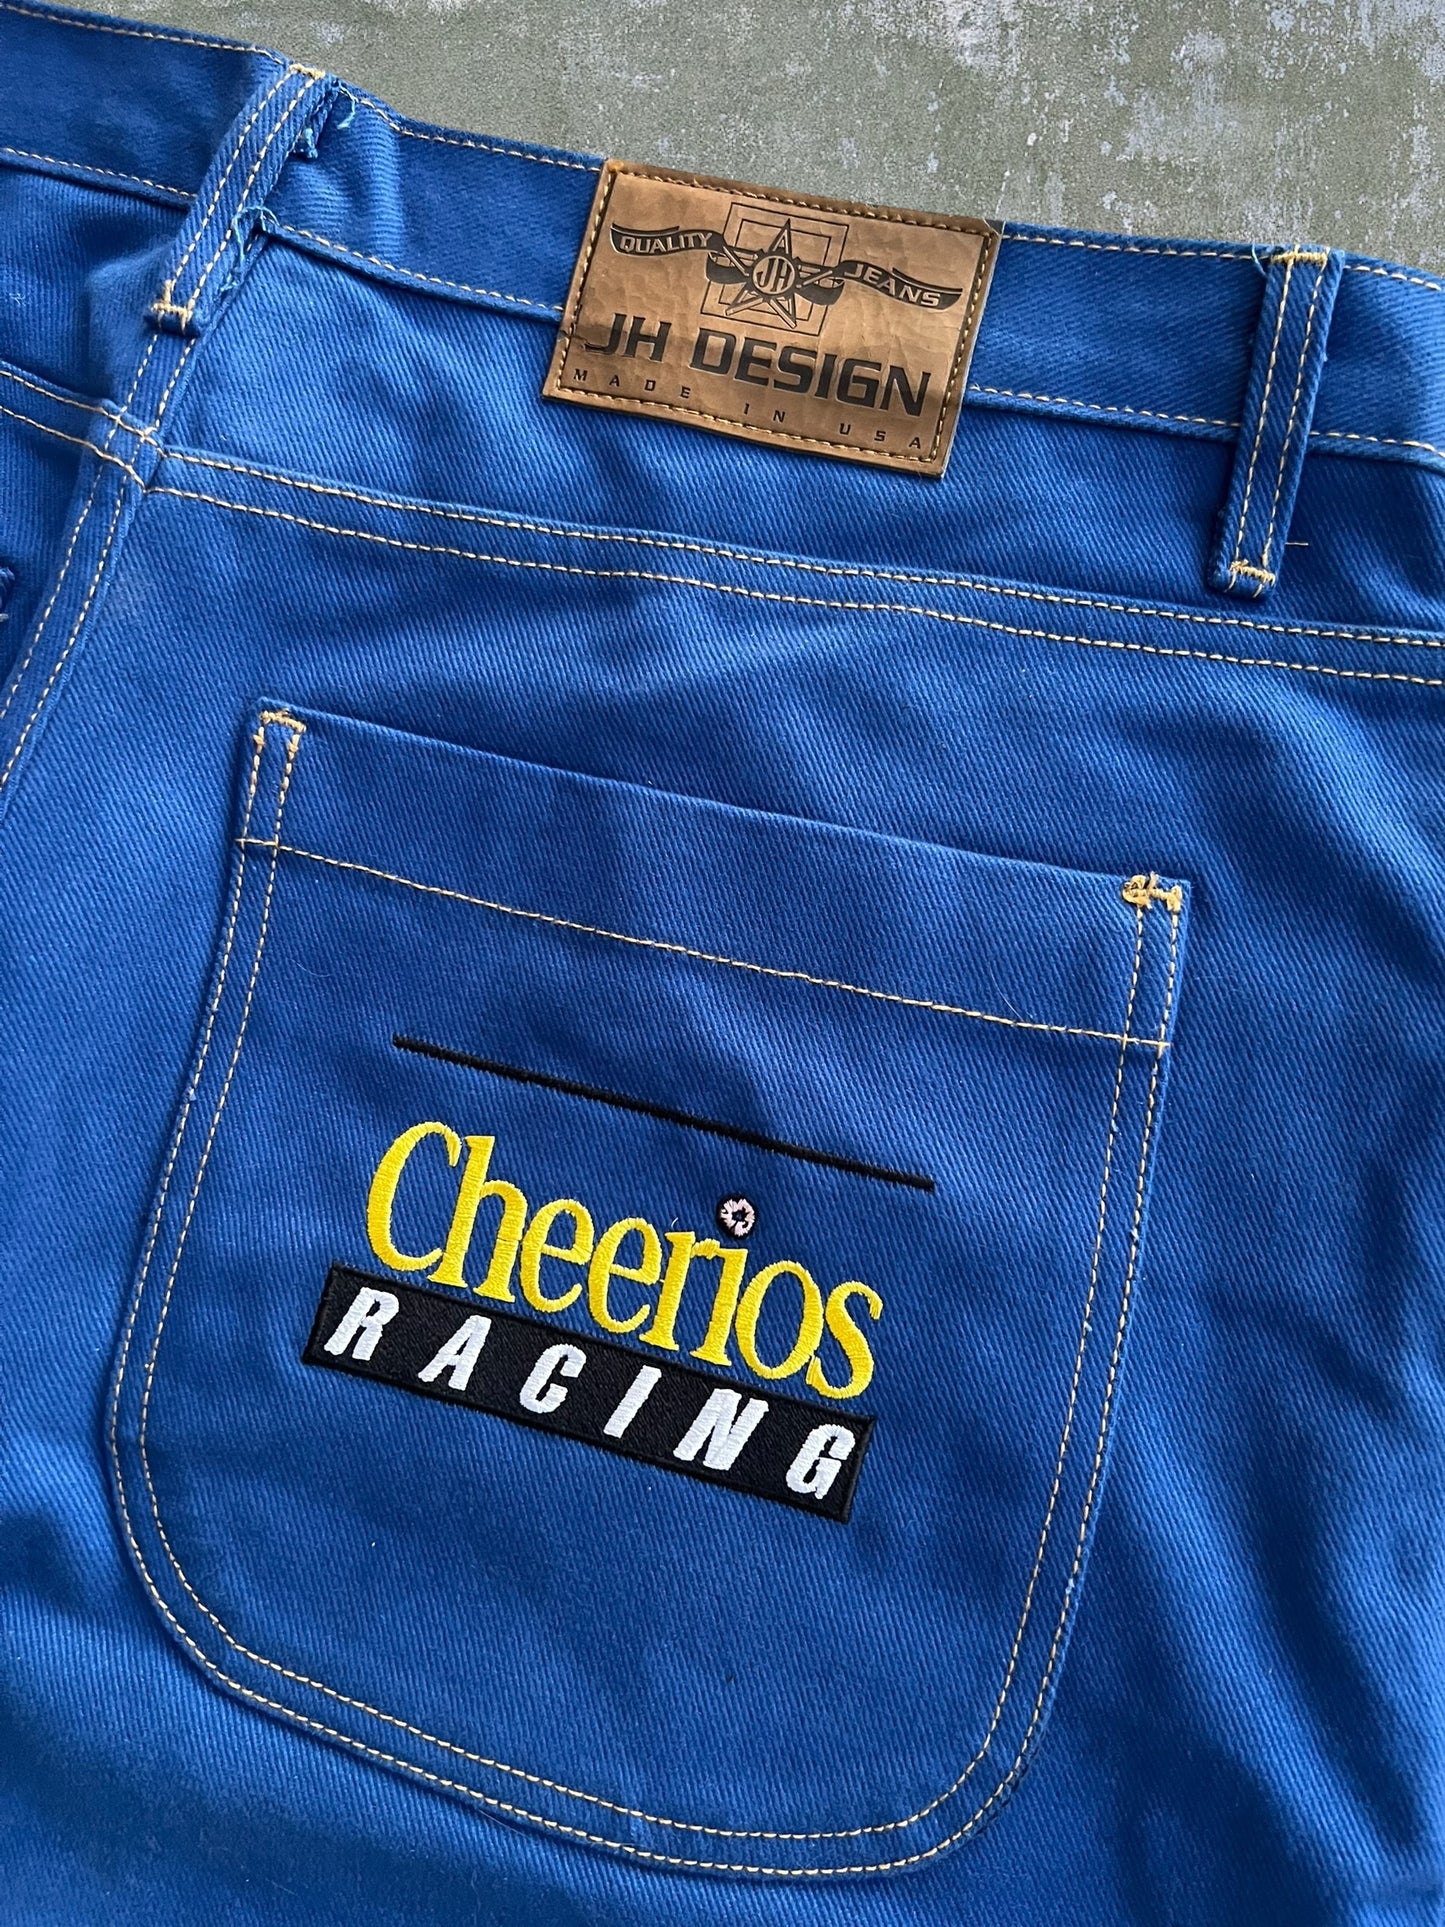 QUALITY JH JEANS
JH DESIGN
MADE IN USA
Cheerios
RACING